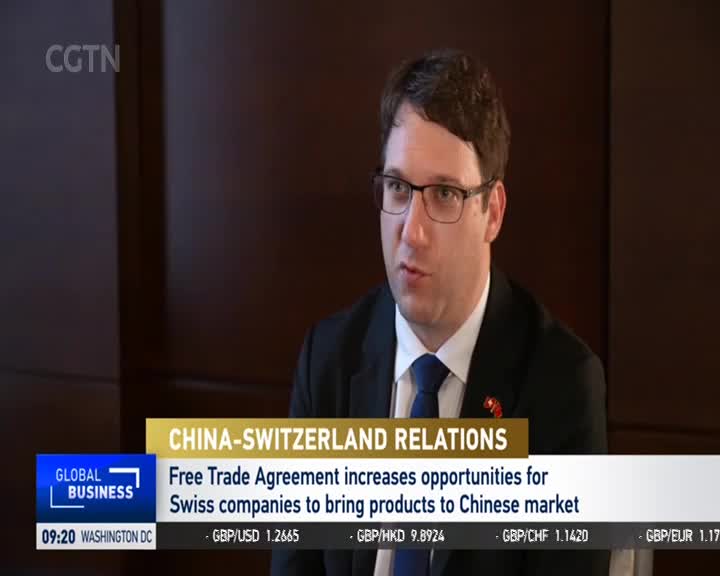 CGTN
CHINA-SWITZERLAND RELATIONS
Free Trade Agreement increases opportunities for
Swiss companies to bring products to Chinese market
GLOBAL
BUSINESS
09:20 WASHINGTON DC
· GBP/USD 1.2665 · GBP/HKD 9.8924 · GBP/CHF 1.1420 · GBP/EUR 1.17